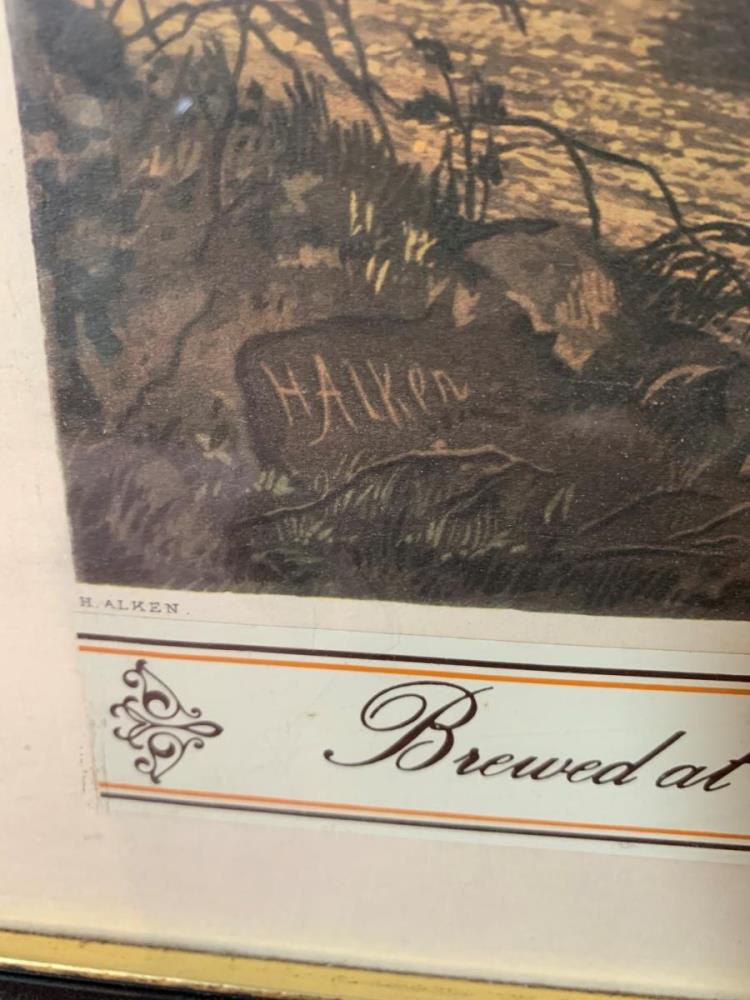 HAlken
H. ALKEN.
Brewed at